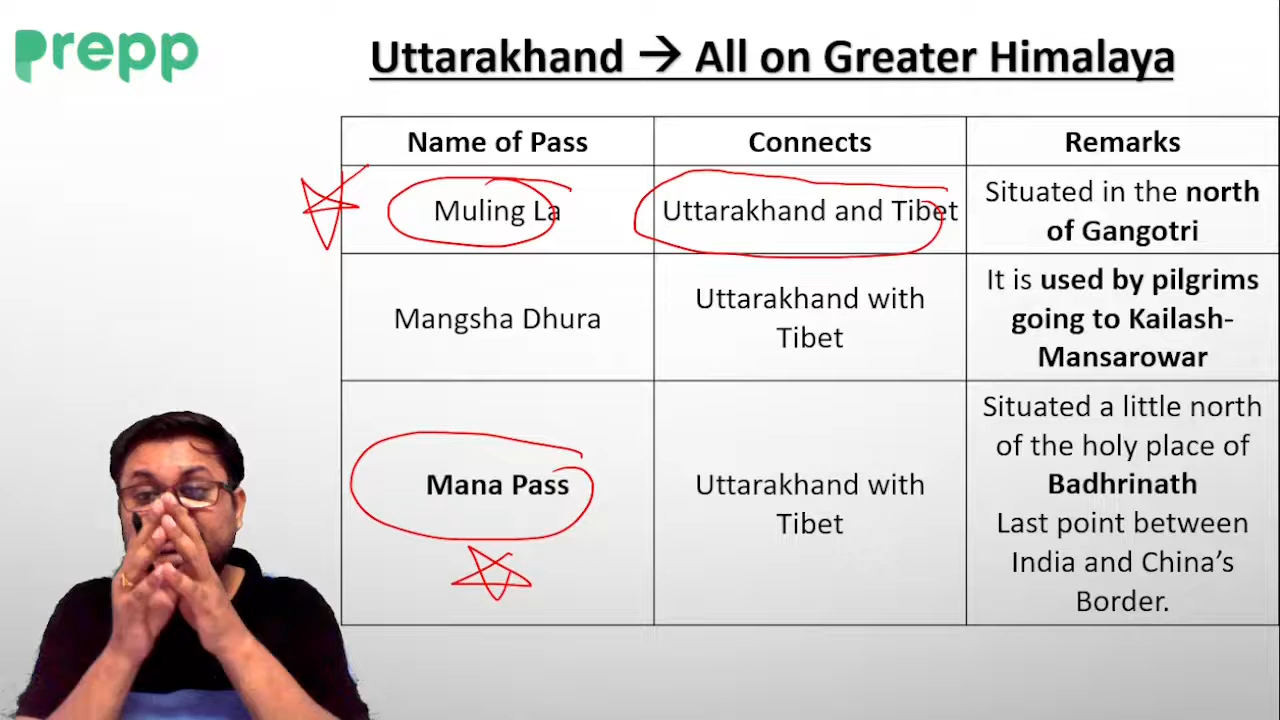 prepp
Uttarakhand → All on Greater Himalaya
Name of Pass
Connects
Remarks
Muling La
Uttarakhand and Tibet
Situated in the north
of Gangotri
Mangsha Dhura
Uttarakhand with
Tibet
It is used by pilgrims
going to Kailash-
Mansarowar
Mana Pass
Uttarakhand with
Tibet
Situated a little north
of the holy place of
Badhrinath
Last point between
India and China's
Border.